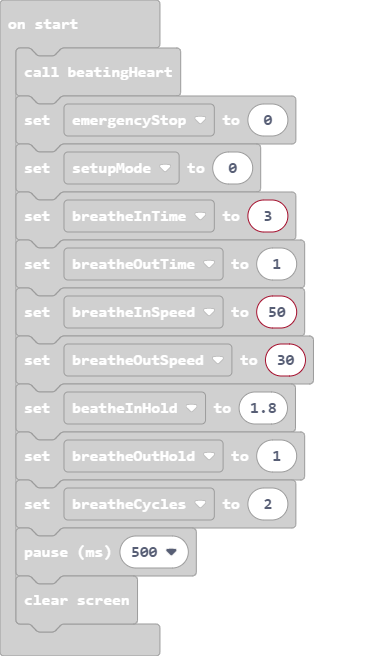 on start
call beatingHeart
set emergencyStop to 0
set setupMode to 0
set breatheInTime to 3
set breatheOutTime to 1
set breatheInSpeed to 50
set breatheOutSpeed to 30
set beatheInHold to 1.8
set breatheOutHold to 1
set breatheCycles to 2
pause (ms) 500
clear screen